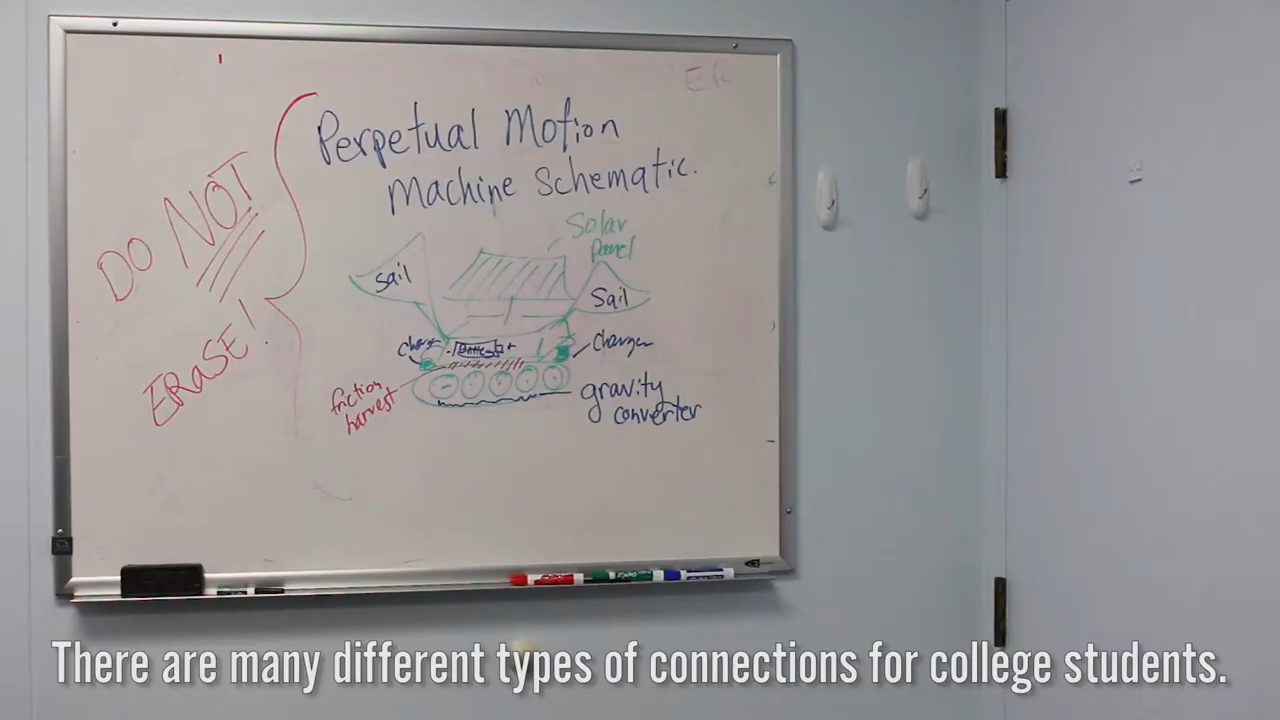 Perpetual Motion
Machine Schematic.
DO NOT
ERASE!
Solar
Panel
Sail
Sail
Charger
friction
harvest
gravity
converter
There are many different types of connections for college students.